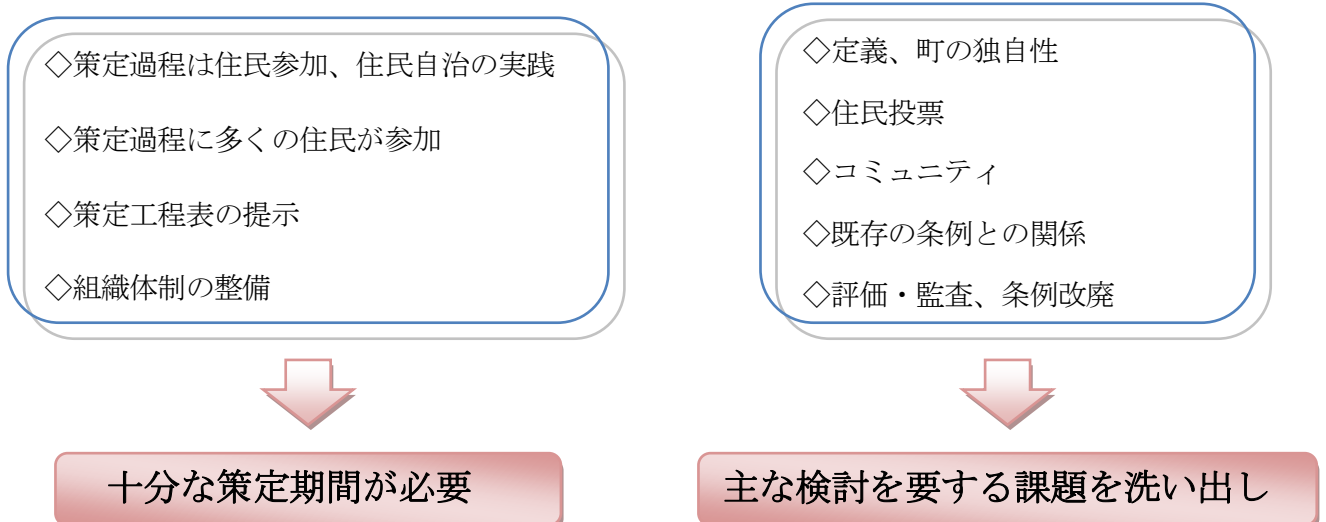 ◇策定過程は住民参加、住民自治の実践
◇策定過程に多くの住民が参加
◇策定工程表の提示
◇組織体制の整備
十分な策定期間が必要
◇定義、町の独自性
◇住民投票
◇コミュニティ
◇既存の条例との関係
◇評価・監査、条例改廃
主な検討を要する課題を洗い出し